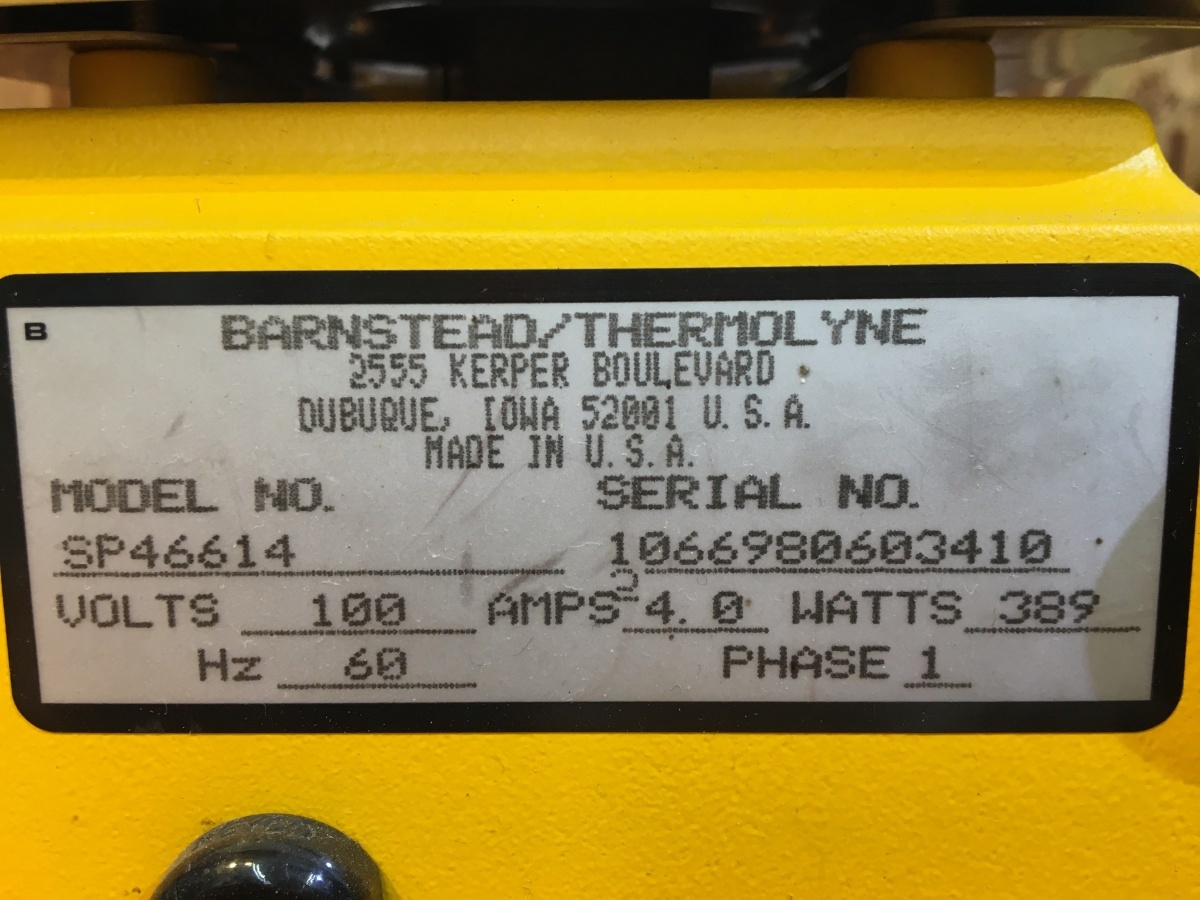 B
BARNSTEAD/THERMOLYNE
2555 KERPER BOULEVARD
DUBUQUE, IOWA 52001 U.S.A.
MADE IN U.S.A.
MODEL NO. SERIAL NO.
SP46614 1066980603410
VOLTS 100 AMPS 4.0 WATTS 389
Hz 60 PHASE 1